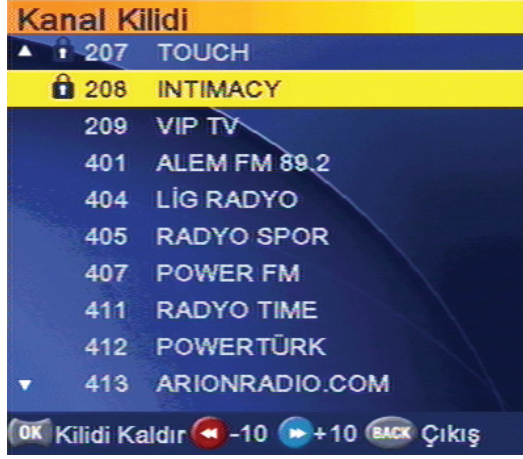 Kanal Kilidi
207 TOUCH
208 INTIMACY
209 VIP TV
401 ALEM FM 89.2
404 LİG RADYO
405 RADYO SPOR
407 POWER FM
411 RADYO TIME
412 POWERTÜRK
413 ARIONRADIO.COM
OK Kilidi Kaldır -10 +10 BACK Çıkış